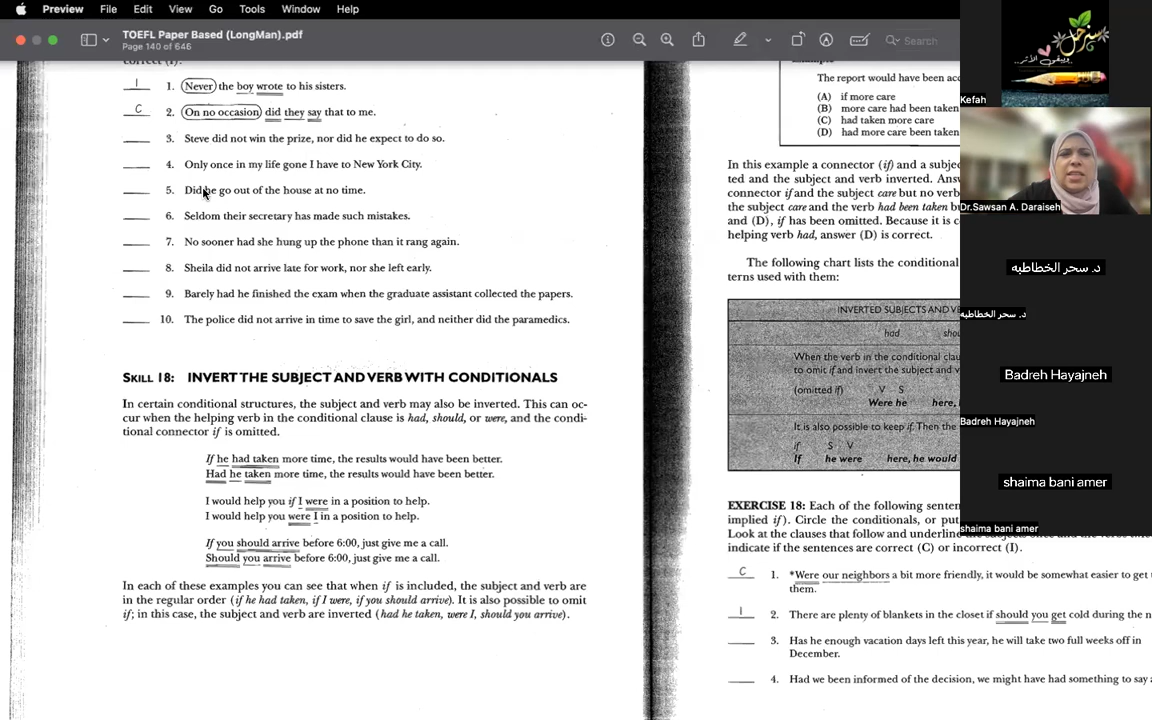 Preview File Edit View Go Tools Window Help
TOEFL Paper Based (LongMan).pdf
Page 140 of 646
Search
correct (I).
I 1. Never the boy wrote to his sisters.
C 2. On no occasion did they say that to me.
3. Steve did not win the prize, nor did he expect to do so.
4. Only once in my life gone I have to New York City.
5. Did he go out of the house at no time.
6. Seldom their secretary has made such mistakes.
7. No sooner had she hung up the phone than it rang again.
8. Sheila did not arrive late for work, nor she left early.
9. Barely had he finished the exam when the graduate assistant collected the papers.
10. The police did not arrive in time to save the girl, and neither did the paramedics.
SKILL 18: INVERT THE SUBJECT AND VERB WITH CONDITIONALS
In certain conditional structures, the subject and verb may also be inverted. This can oc-
cur when the helping verb in the conditional clause is had, should, or were, and the condi-
tional connector if is omitted.
If he had taken more time, the results would have been better.
Had he taken more time, the results would have been better.
I would help you if I were in a position to help.
I would help you were I in a position to help.
If you should arrive before 6:00, just give me a call.
Should you arrive before 6:00, just give me a call.
In each of these examples you can see that when if is included, the subject and verb are
in the regular order (if he had taken, if I were, if you should arrive). It is also possible to omit
if; in this case, the subject and verb are inverted (had he taken, were I, should you arrive).
The report would have been acc
(A) if more care
(B) more care had been taken
(C) had taken more care
(D) had more care been taken
In this example a connector (if) and a subjec
ted and the subject and verb inverted. Answ
connector if and the subject care but no verb
the subject care and the verb had been taken b
and (D), if has been omitted. Because it is c
helping verb had, answer (D) is correct.
The following chart lists the conditional
terns used with them:
INVERTED SUBJECTS AND VE
had shou
When the verb in the conditional clau
to omit if and invert the subject and v
(omitted if) V S
Were he here,
It is also possible to keep if. Then the
if S V
If he were here, he would
EXERCISE 18: Each of the following senten
implied if). Circle the conditionals, or put
Look at the clauses that follow and underline
indicate if the sentences are correct (C) or incorrect (I).
C 1. *Were our neighbors a bit more friendly, it would be somewhat easier to get
them.
I 2. There are plenty of blankets in the closet if should you get cold during the n
3. Has he enough vacation days left this year, he will take two full weeks off in
December.
4. Had we been informed of the decision, we might have had something to say
سنرحل
ويبقى الأثر..
Kefah
Dr.Sawsan A. Daraiseh
د. سحر الخطاطبه
د. سحر الخطاطبه
Badreh Hayajneh
Badreh Hayajneh
shaima bani amer
shaima bani amer